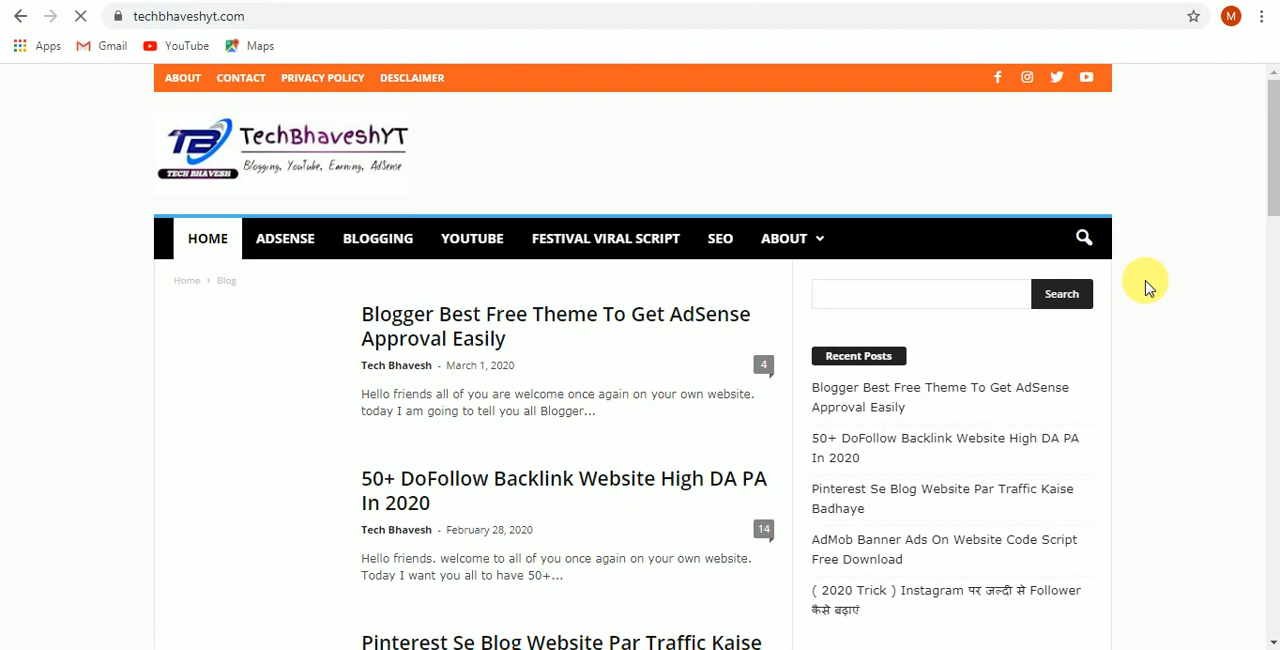 techbhaveshyt.com
M
Apps Gmail YouTube Maps
ABOUT CONTACT PRIVACY POLICY DESCLAIMER
TB
TECH BHAVESH
TechBhaveshYT
Blogging, YouTube, Earning, AdSense
HOME ADSENSE BLOGGING YOUTUBE FESTIVAL VIRAL SCRIPT SEO ABOUT
Home › Blog
Blogger Best Free Theme To Get AdSense
Approval Easily
Tech Bhavesh - March 1, 2020
4
Hello friends all of you are welcome once again on your own website.
today I am going to tell you all Blogger...
50+ DoFollow Backlink Website High DA PA
In 2020
Tech Bhavesh - February 28, 2020
14
Hello friends. welcome to all of you once again on your own website.
Today I want you all to have 50+...
Pinterest Se Blog Website Par Traffic Kaise
Search
Recent Posts
Blogger Best Free Theme To Get AdSense
Approval Easily
50+ DoFollow Backlink Website High DA PA
In 2020
Pinterest Se Blog Website Par Traffic Kaise
Badhaye
AdMob Banner Ads On Website Code Script
Free Download
( 2020 Trick ) Instagram पर जल्दी से Follower
कैसे बढ़ाएं